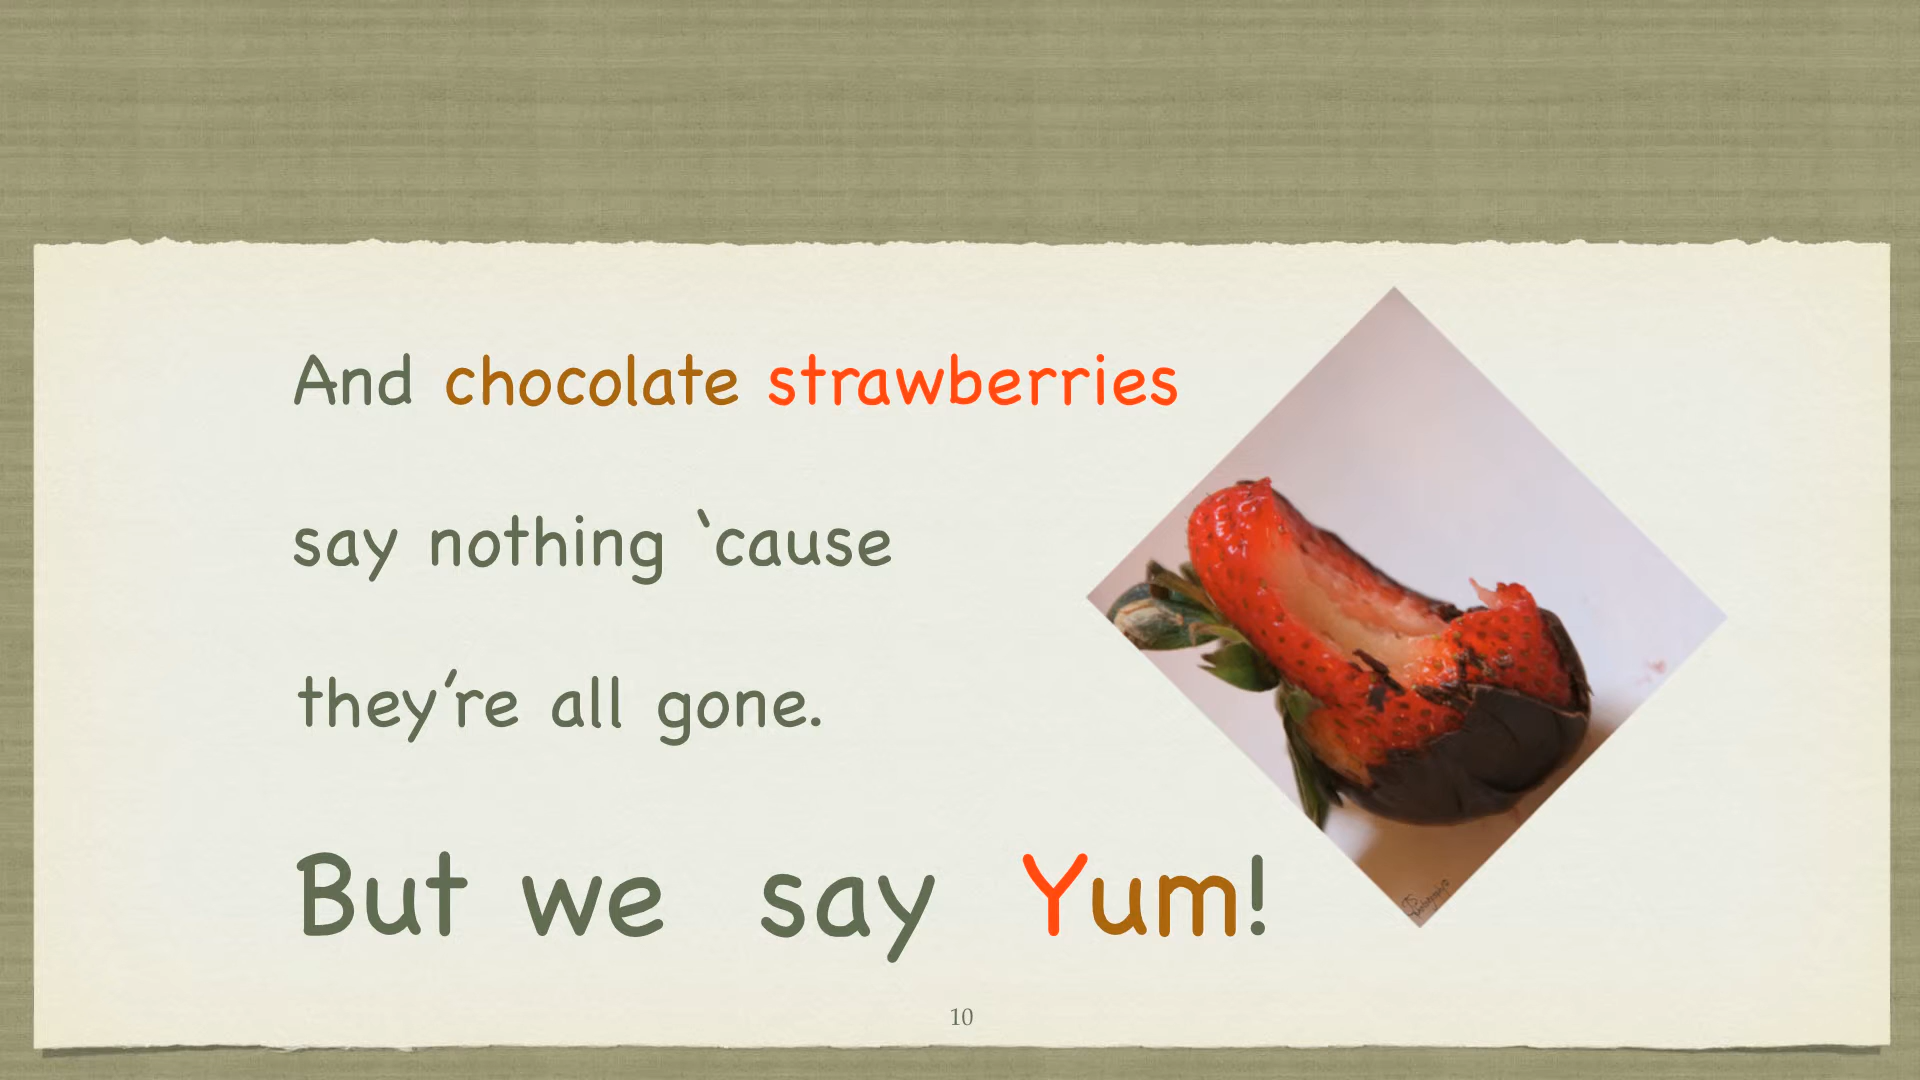 And chocolate strawberries
say nothing ‘cause
they’re all gone.
But we say Yum!
10